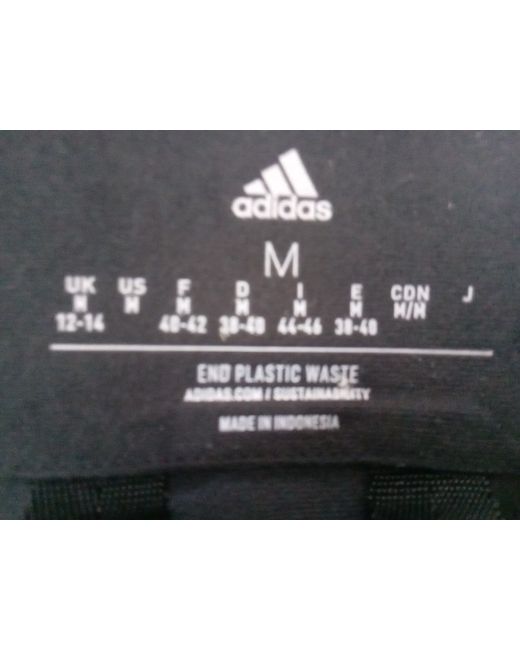 adidas
M
UK US F D I E CDN J
M M M M M M M/M
12-14 40-42 38-40 44-46 38-40
END PLASTIC WASTE
ADIDAS.COM / SUSTAINABILITY
MADE IN INDONESIA